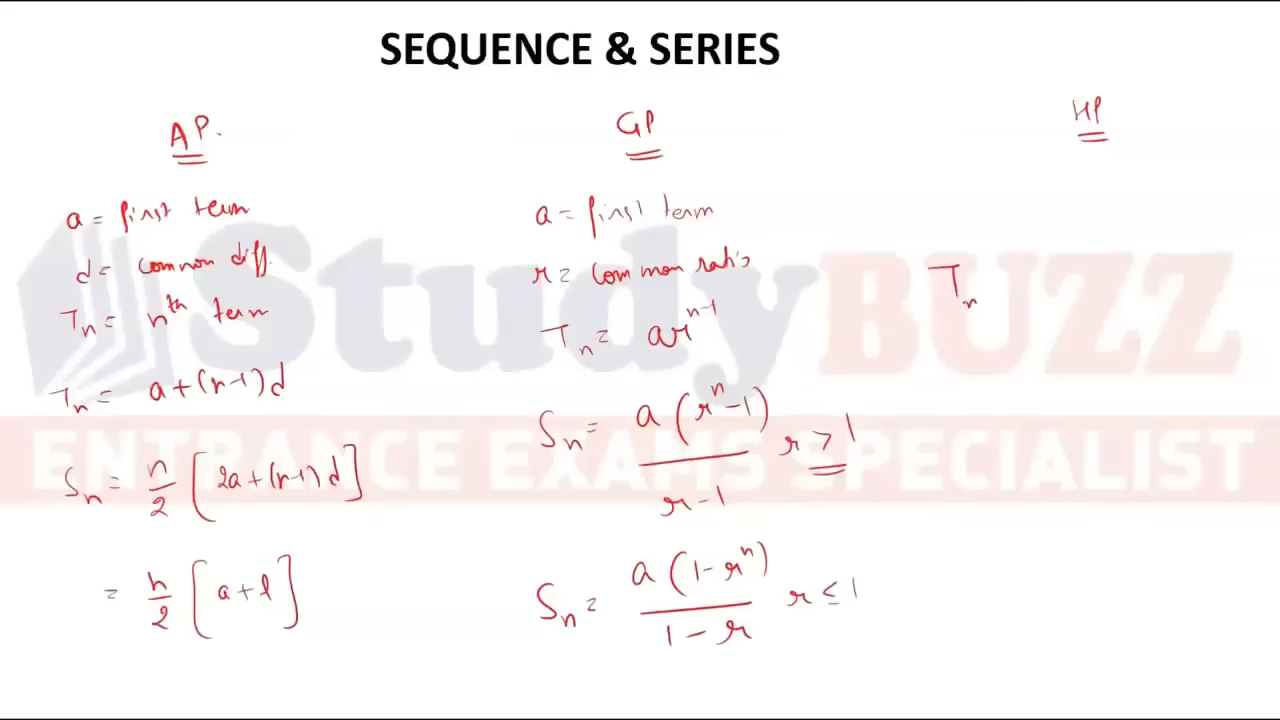 SEQUENCE & SERIES
AP.
a = first term
d = common diff.
Tn = nth term
Tn = a+(n-1)d
Sn = n/2 [2a+(n-1)d]
= n/2 [a+l]
GP
a = first term
r = Common ratio
Tn = ar^n-1
Sn = a(r^n-1)/r-1 r ≥ 1
Sn = a(1-r^n)/1-r r ≤ 1
HP
Tn
StudyBUZZ
ENTRANCE EXAMS SPECIALIST